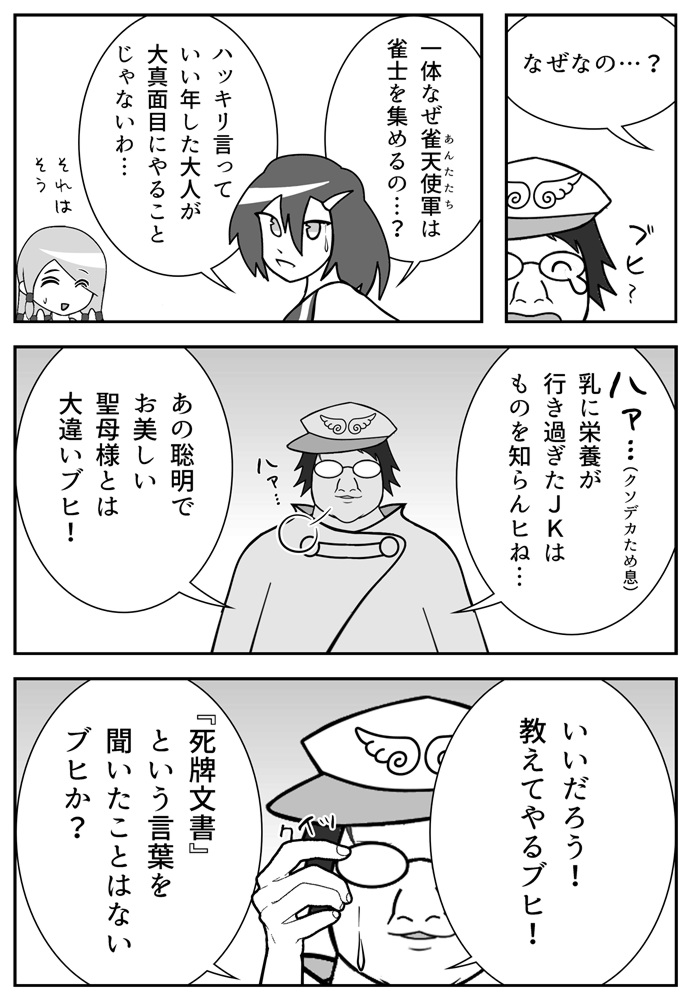 なぜなの…？
ブヒ？
一体なぜ雀天使軍は
あんたたち
雀士を集めるの…？
ハッキリ言って
いい年した大人が
大真面目にやること
じゃないわ…
それは
そう
ハァ…(クソデカため息)
乳に栄養が
行き過ぎたＪＫは
ものを知らんヒね…
ハァ…
あの聡明で
お美しい
聖母様とは
大違いブヒ！
いいだろう！
教えてやるブヒ！
クイッ
『死牌文書』
という言葉を
聞いたことはない
ブヒか？